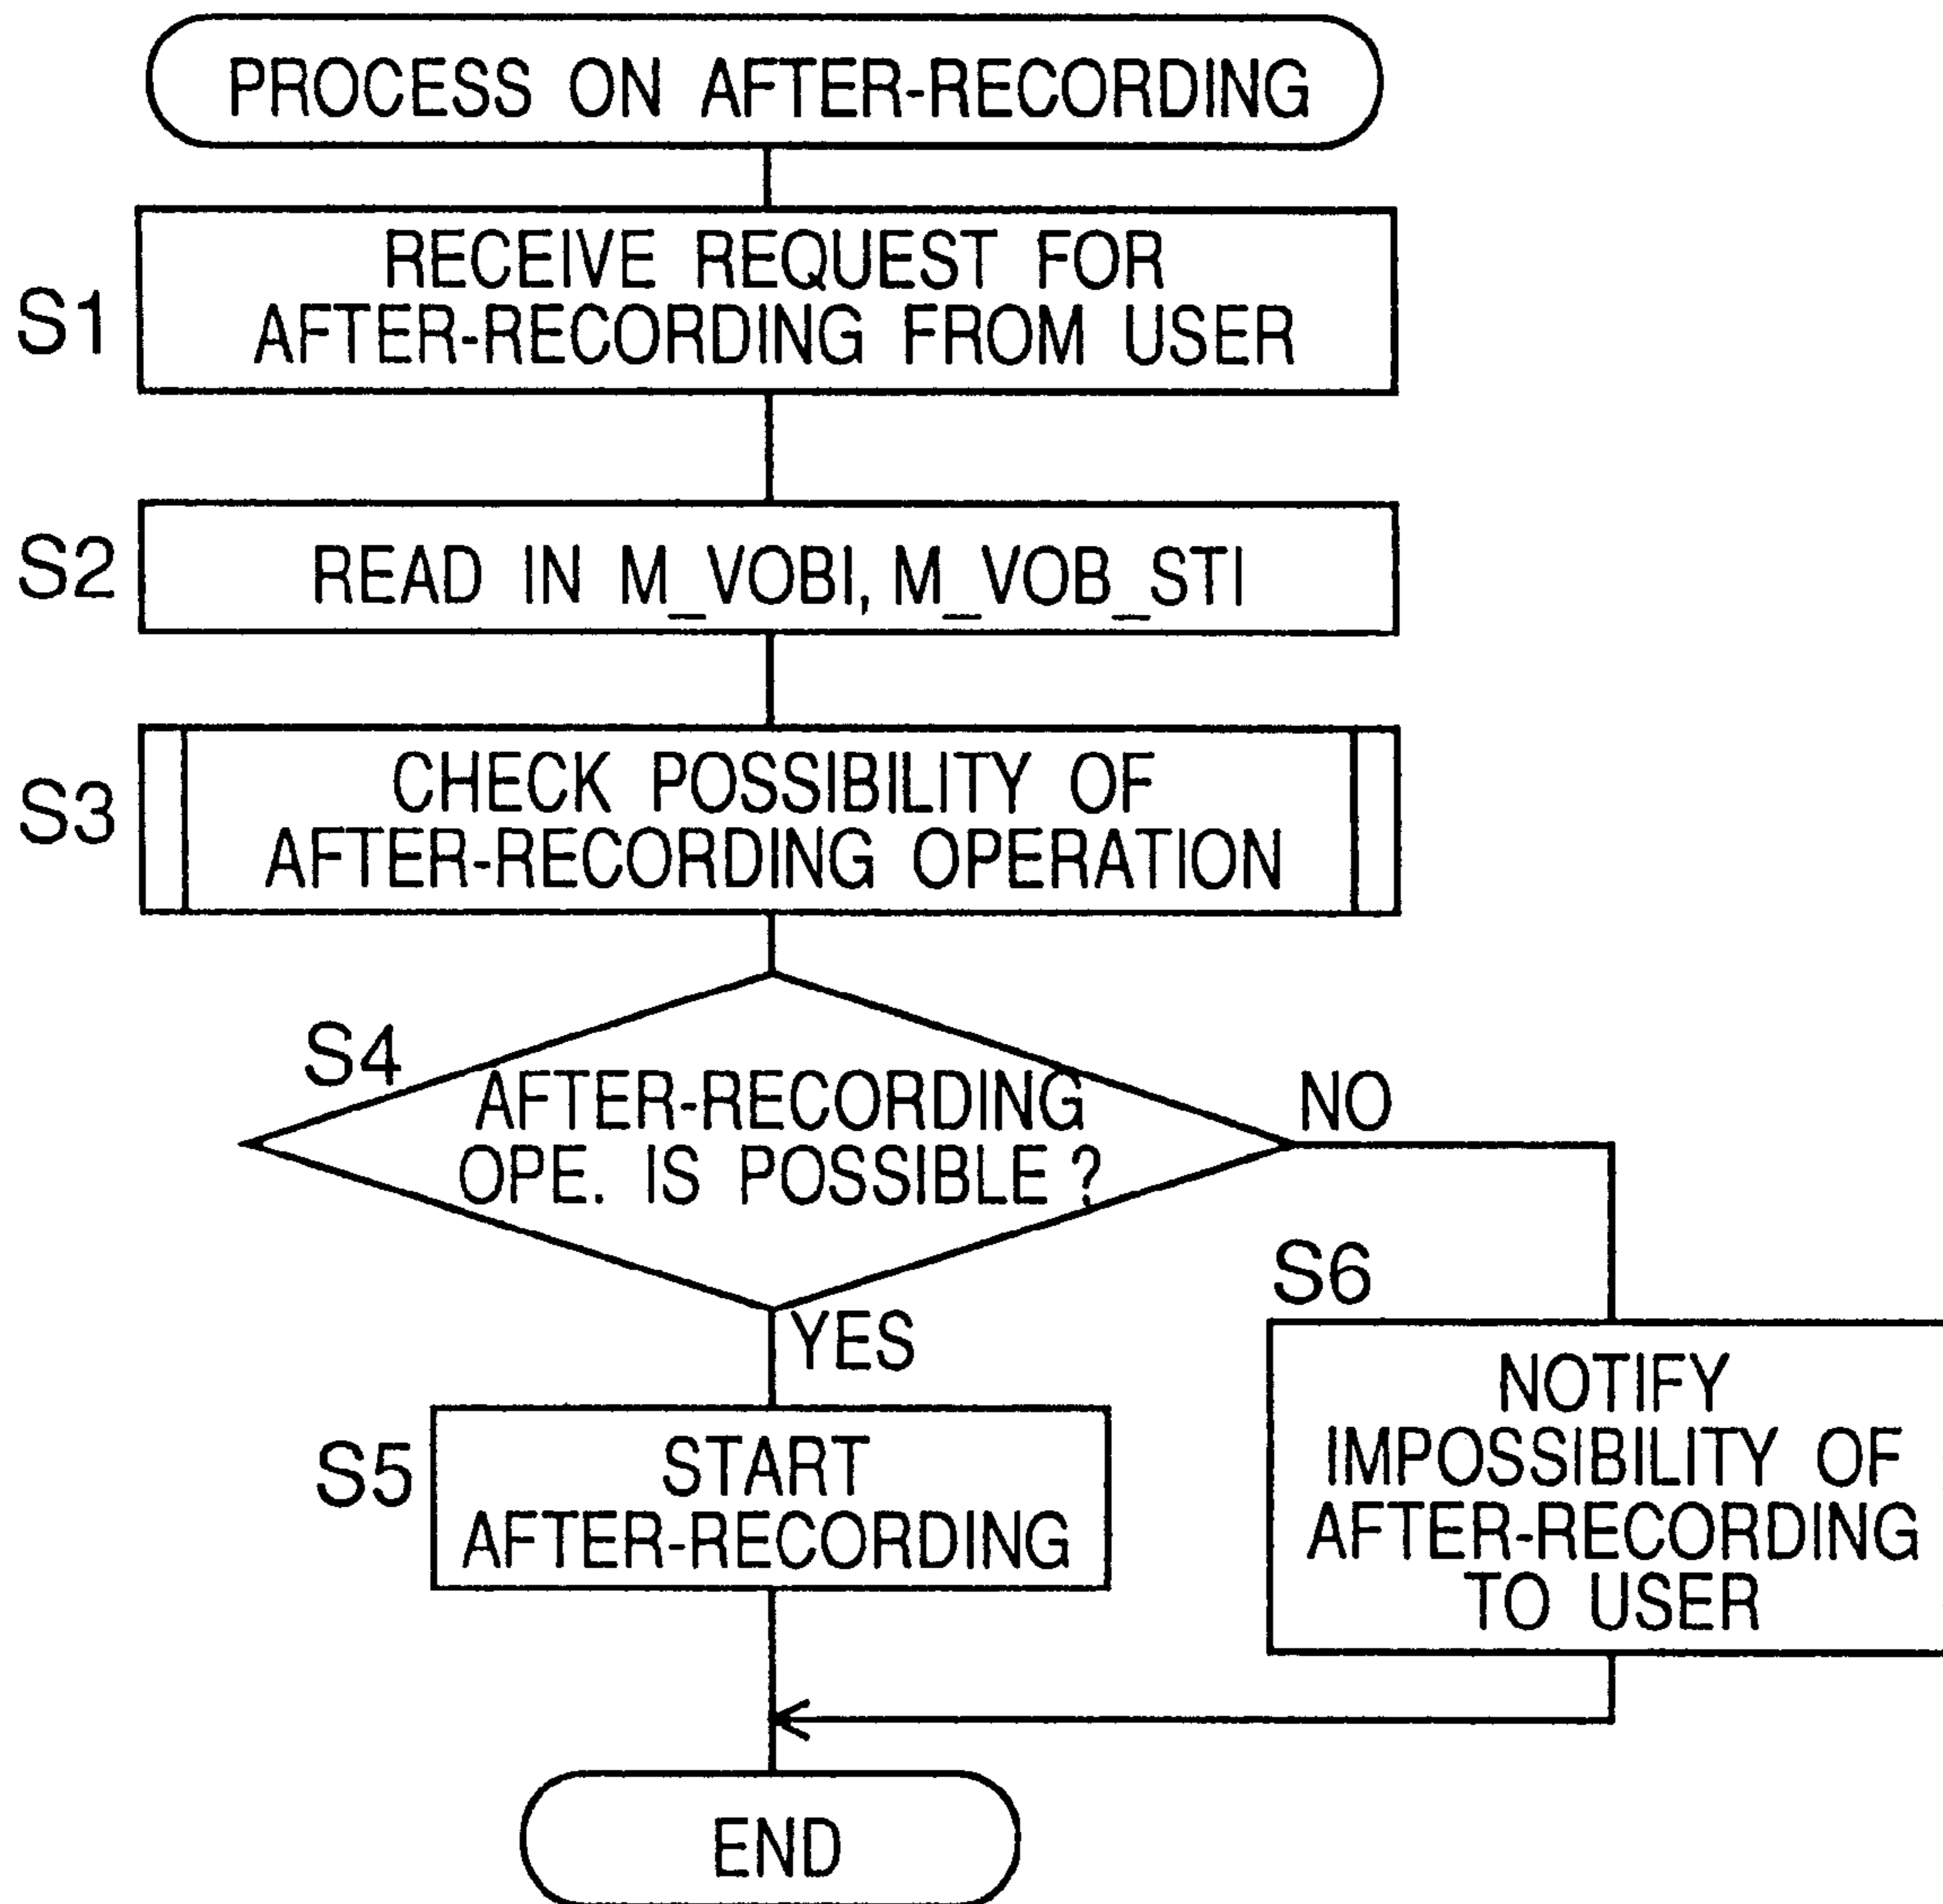 PROCESS ON AFTER-RECORDING
S1
RECEIVE REQUEST FOR
AFTER-RECORDING FROM USER
S2
READ IN M_VOBI, M_VOB_STI
S3
CHECK POSSIBILITY OF
AFTER-RECORDING OPERATION
S4
AFTER-RECORDING
OPE. IS POSSIBLE ?
NO
YES
S5
START
AFTER-RECORDING
S6
NOTIFY
IMPOSSIBILITY OF
AFTER-RECORDING
TO USER
END